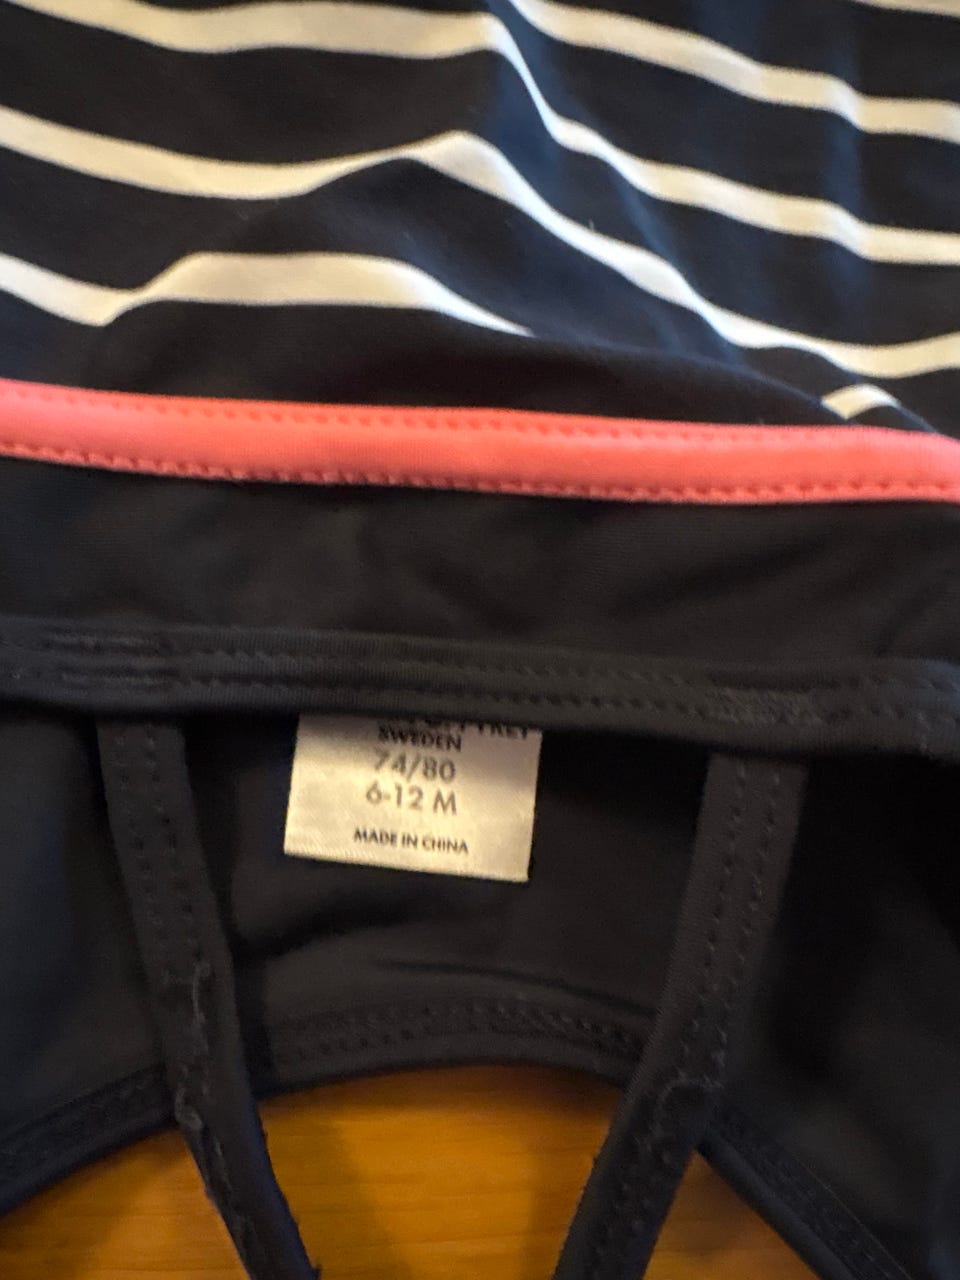 SWEDEN
74/80
6-12 M
MADE IN CHINA